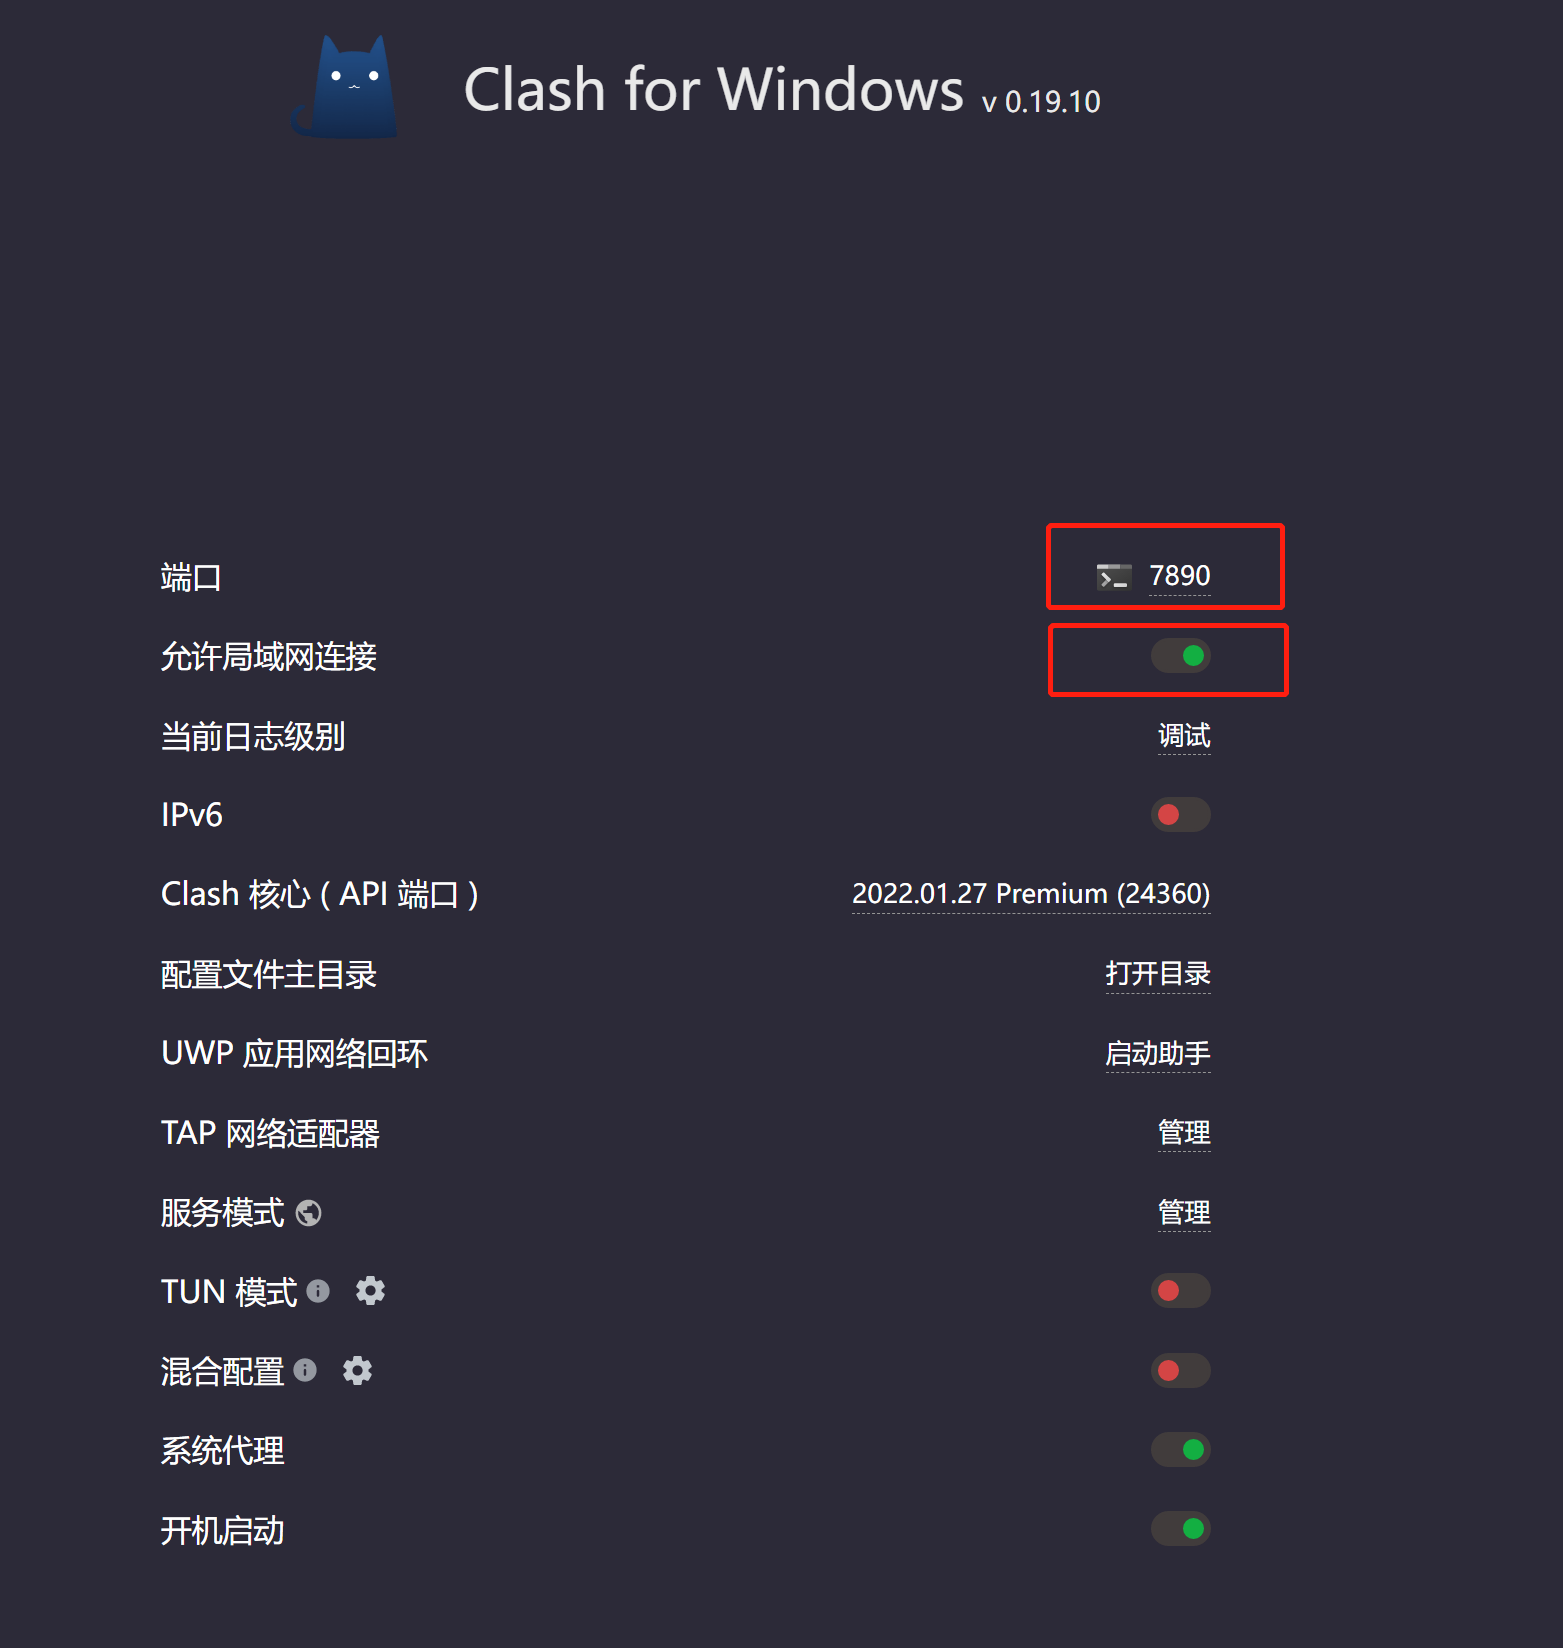 Clash for Windows v 0.19.10
端口 7890
允许局域网连接
当前日志级别 调试
IPv6
Clash 核心（API 端口） 2022.01.27 Premium (24360)
配置文件主目录 打开目录
UWP 应用网络回环 启动助手
TAP 网络适配器 管理
服务模式 管理
TUN 模式
混合配置
系统代理
开机启动